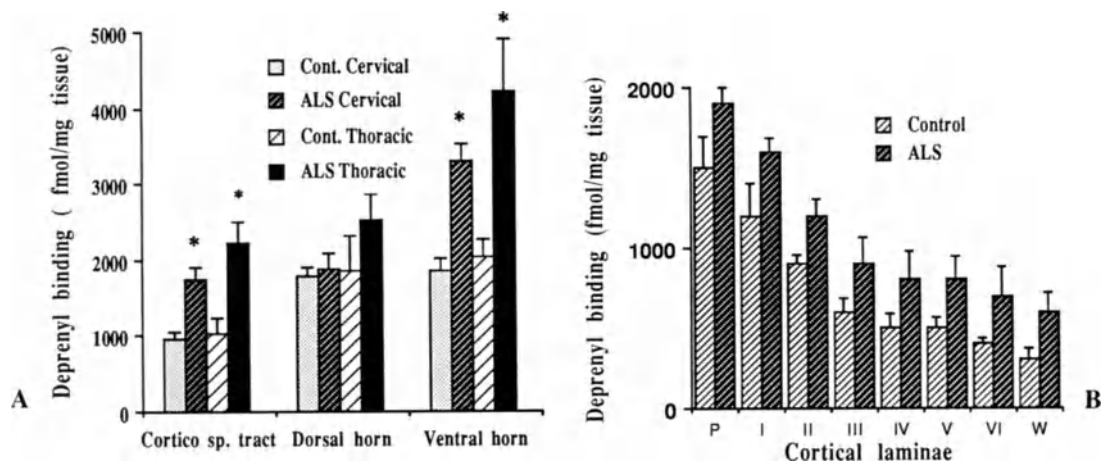 5000
4000
3000
2000
1000
0
Deprenyl binding ( fmol/mg tissue)
*
*
*
*
Cont. Cervical
ALS Cervical
Cont. Thoracic
ALS Thoracic
Cortico sp. tract
Dorsal horn
Ventral horn
A
2000
1000
0
Deprenyl binding (fmol/mg tissue)
Control
ALS
P I II III IV V VI W
Cortical laminae
B